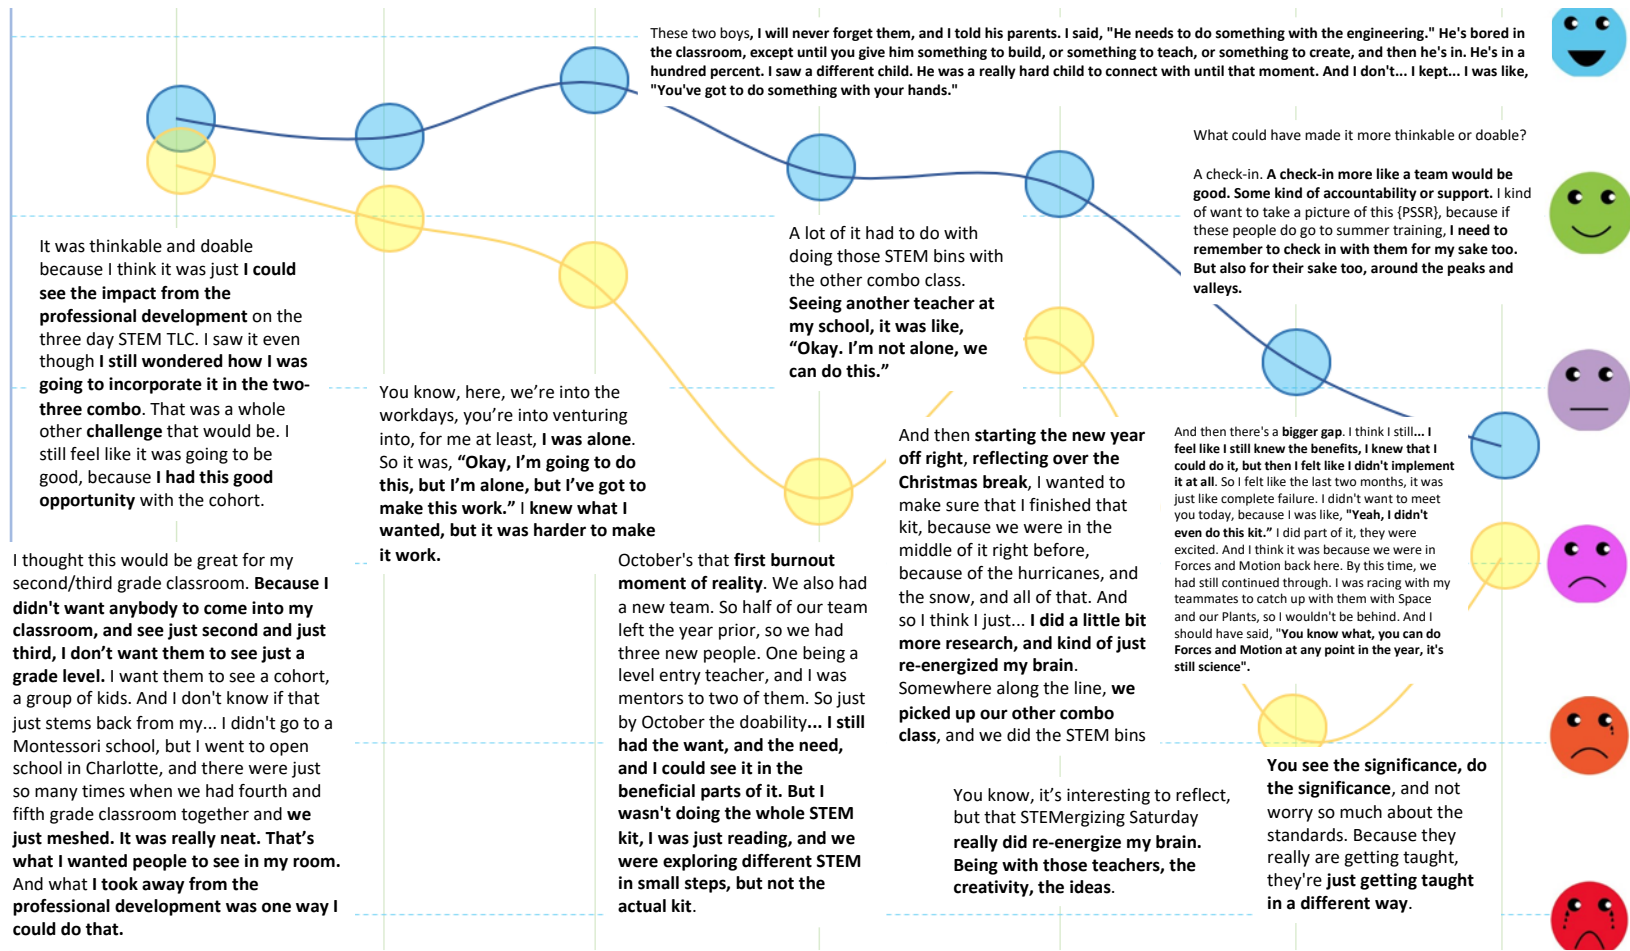 These two boys, I will never forget them, and I told his parents. I said, "He needs to do something with the engineering." He's bored in
the classroom, except until you give him something to build, or something to teach, or something to create, and then he's in. He's in a
hundred percent. I saw a different child. He was a really hard child to connect with until that moment. And I don't... I kept... I was like,
"You've got to do something with your hands."
What could have made it more thinkable or doable?
A check-in. A check-in more like a team would be
good. Some kind of accountability or support. I kind
of want to take a picture of this {PSSR}, because if
these people do go to summer training, I need to
remember to check in with them for my sake too.
But also for their sake too, around the peaks and
valleys.
It was thinkable and doable
because I think it was just I could
see the impact from the
professional development on the
three day STEM TLC. I saw it even
though I still wondered how I was
going to incorporate it in the two-
three combo. That was a whole
other challenge that would be. I
still feel like it was going to be
good, because I had this good
opportunity with the cohort.
You know, here, we're into the
workdays, you're into venturing
into, for me at least, I was alone.
So it was, “Okay, I'm going to do
this, but I'm alone, but I've got to
make this work.” I knew what I
wanted, but it was harder to make
it work.
A lot of it had to do with
doing those STEM bins with
the other combo class.
Seeing another teacher at
my school, it was like,
“Okay. I’m not alone, we
can do this.”
I thought this would be great for my
second/third grade classroom. Because I
didn't want anybody to come into my
classroom, and see just second and just
third, I don’t want them to see just a
grade level. I want them to see a cohort,
a group of kids. And I don't know if that
just stems back from my... I didn't go to a
Montessori school, but I went to open
school in Charlotte, and there were just
so many times when we had fourth and
fifth grade classroom together and we
just meshed. It was really neat. That’s
what I wanted people to see in my room.
And what I took away from the
professional development was one way I
could do that.
October's that first burnout
moment of reality. We also had
a new team. So half of our team
left the year prior, so we had
three new people. One being a
level entry teacher, and I was
mentors to two of them. So just
by October the doability... I still
had the want, and the need,
and I could see it in the
beneficial parts of it. But I
wasn't doing the whole STEM
kit, I was just reading, and we
were exploring different STEM
in small steps, but not the
actual kit.
And then starting the new year
off right, reflecting over the
Christmas break, I wanted to
make sure that I finished that
kit, because we were in the
middle of it right before,
because of the hurricanes, and
the snow, and all of that. And
so I think I just... I did a little bit
more research, and kind of just
re-energized my brain.
Somewhere along the line, we
picked up our other combo
class, and we did the STEM bins
You know, it’s interesting to reflect,
but that STEMergizing Saturday
really did re-energize my brain.
Being with those teachers, the
creativity, the ideas.
And then there's a bigger gap. I think I still... I
feel like I still knew the benefits, I knew that I
could do it, but then I felt like I didn't implement
it at all. So I felt like the last two months, it was
just like complete failure. I didn't want to meet
you today, because I was like, "Yeah, I didn't
even do this kit.” I did part of it, they were
excited. And I think it was because we were in
Forces and Motion back here. By this time, we
had still continued through. I was racing with my
teammates to catch up with them with Space
and our Plants, so I wouldn't be behind. And I
should have said, "You know what, you can do
Forces and Motion at any point in the year, it's
still science".
You see the significance, do
the significance, and not
worry so much about the
standards. Because they
really are getting taught,
they're just getting taught
in a different way.